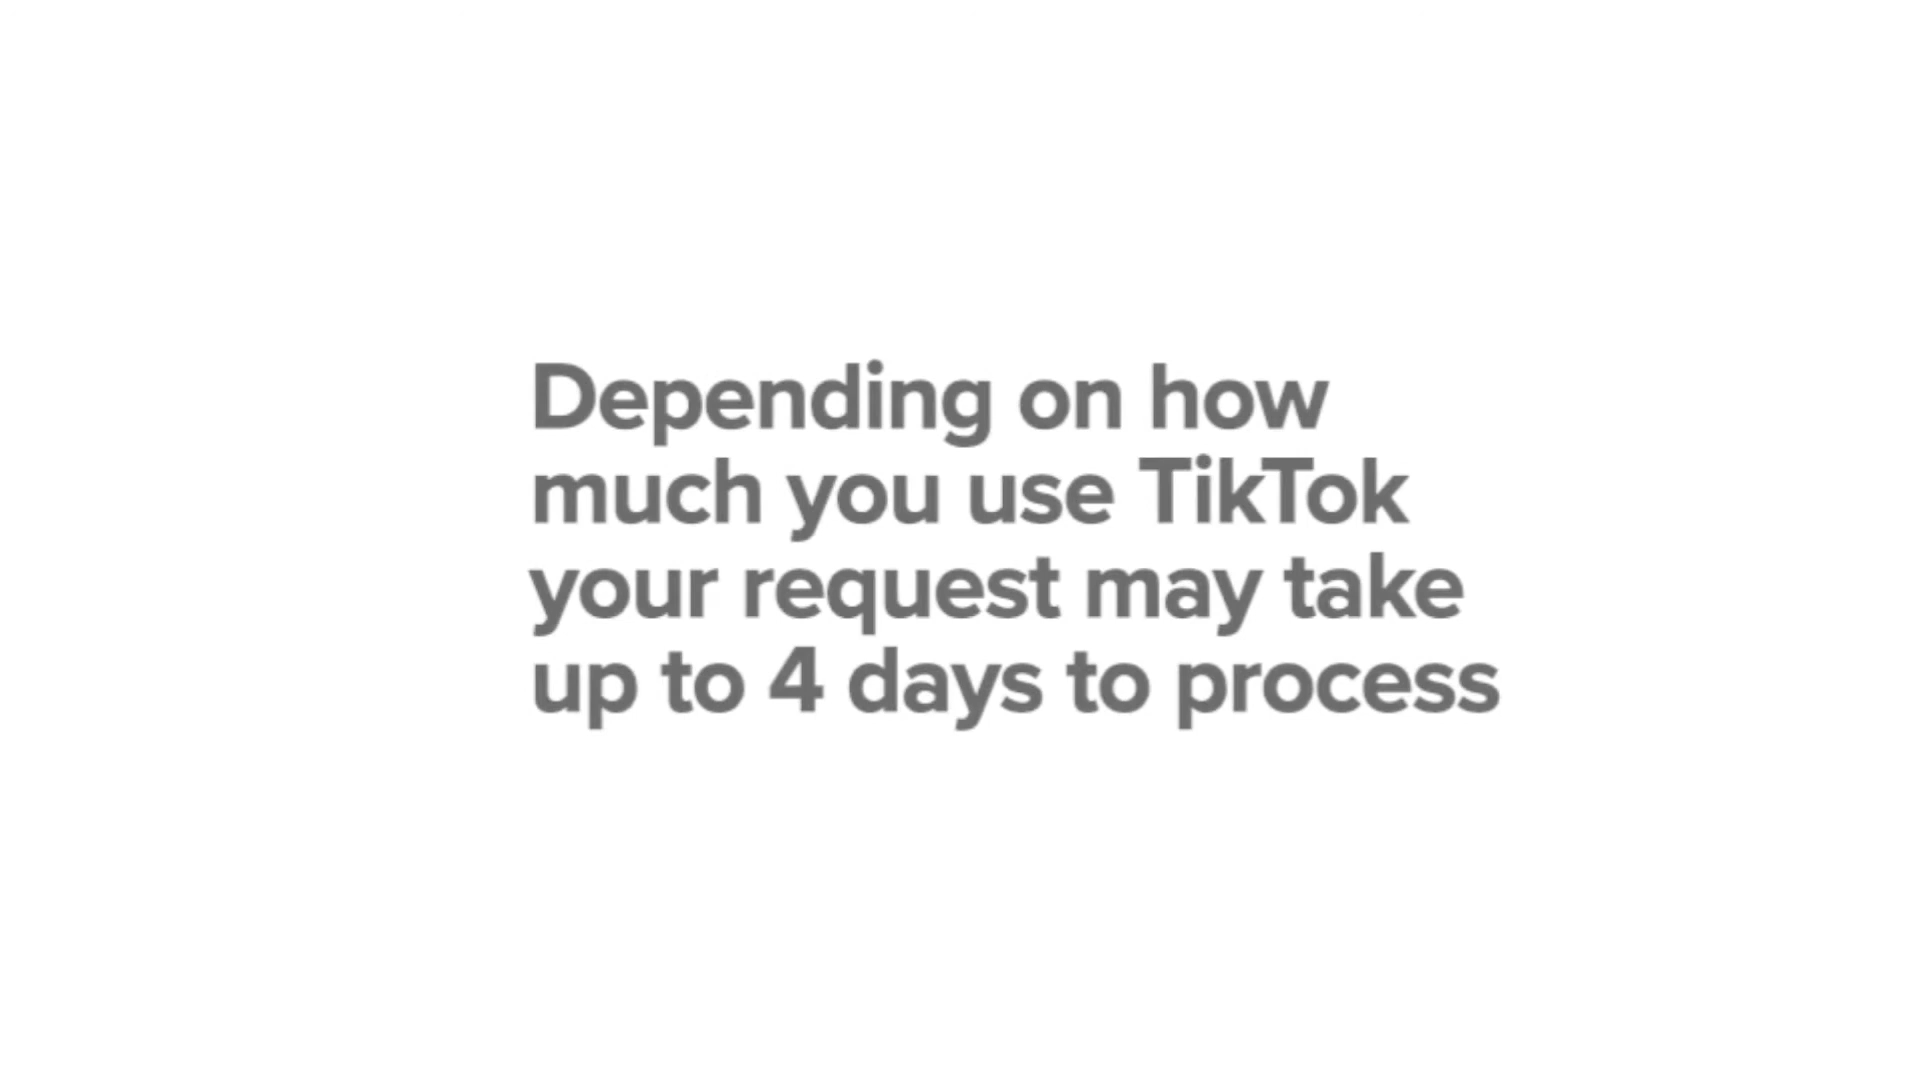 Depending on how
much you use TikTok
your request may take
up to 4 days to process